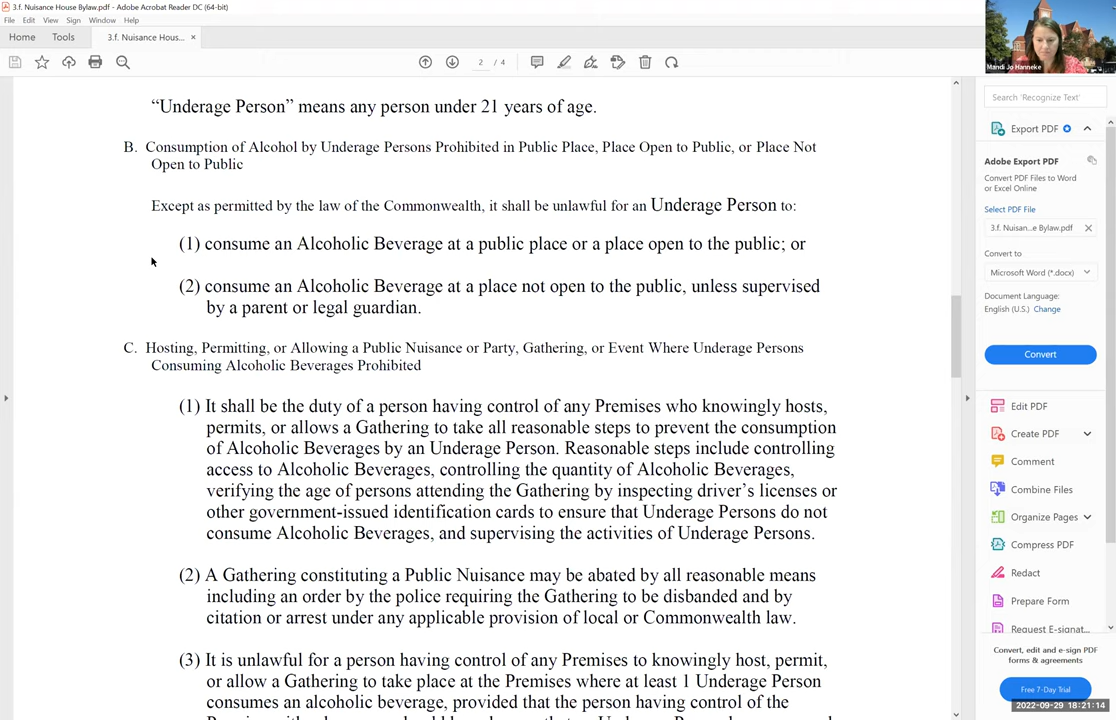 3.f. Nuisance House Bylaw.pdf - Adobe Acrobat Reader DC (64-bit)
File Edit View Sign Window Help
Home Tools 3.f. Nuisance Hous... ×
2 / 4
Mandi Jo Hanneke
“Underage Person” means any person under 21 years of age.
B. Consumption of Alcohol by Underage Persons Prohibited in Public Place, Place Open to Public, or Place Not
Open to Public
Except as permitted by the law of the Commonwealth, it shall be unlawful for an Underage Person to:
(1) consume an Alcoholic Beverage at a public place or a place open to the public; or
(2) consume an Alcoholic Beverage at a place not open to the public, unless supervised
by a parent or legal guardian.
C. Hosting, Permitting, or Allowing a Public Nuisance or Party, Gathering, or Event Where Underage Persons
Consuming Alcoholic Beverages Prohibited
(1) It shall be the duty of a person having control of any Premises who knowingly hosts,
permits, or allows a Gathering to take all reasonable steps to prevent the consumption
of Alcoholic Beverages by an Underage Person. Reasonable steps include controlling
access to Alcoholic Beverages, controlling the quantity of Alcoholic Beverages,
verifying the age of persons attending the Gathering by inspecting driver’s licenses or
other government-issued identification cards to ensure that Underage Persons do not
consume Alcoholic Beverages, and supervising the activities of Underage Persons.
(2) A Gathering constituting a Public Nuisance may be abated by all reasonable means
including an order by the police requiring the Gathering to be disbanded and by
citation or arrest under any applicable provision of local or Commonwealth law.
(3) It is unlawful for a person having control of any Premises to knowingly host, permit,
or allow a Gathering to take place at the Premises where at least 1 Underage Person
consumes an alcoholic beverage, provided that the person having control of the
Search 'Recognize Text'
Export PDF
Adobe Export PDF
Convert PDF Files to Word
or Excel Online
Select PDF File
3.f. Nuisan...e Bylaw.pdf ×
Convert to
Microsoft Word (*.docx)
Document Language:
English (U.S.) Change
Convert
Edit PDF
Create PDF
Comment
Combine Files
Organize Pages
Compress PDF
Redact
Prepare Form
Request E-signat...
Convert, edit and e-sign PDF
forms & agreements
Free 7-Day Trial
2022-09-29 18:21:14